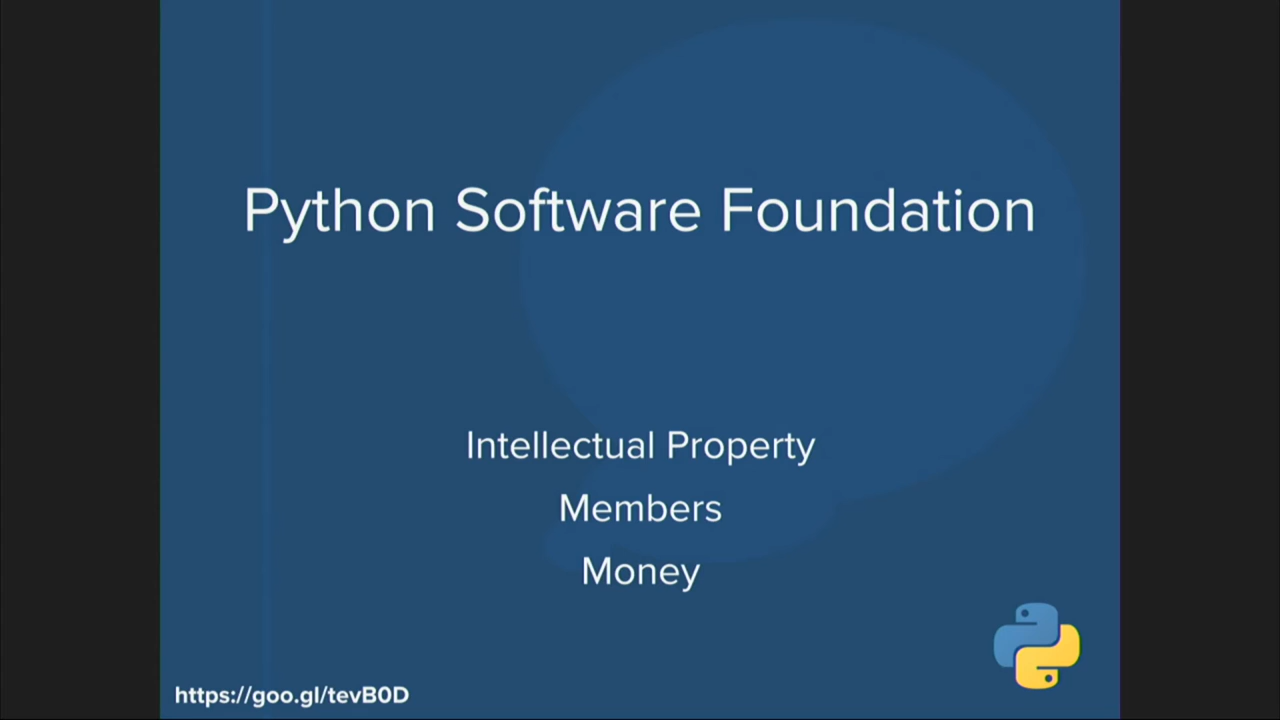 Python Software Foundation
Intellectual Property
Members
Money
https://goo.gl/tevB0D